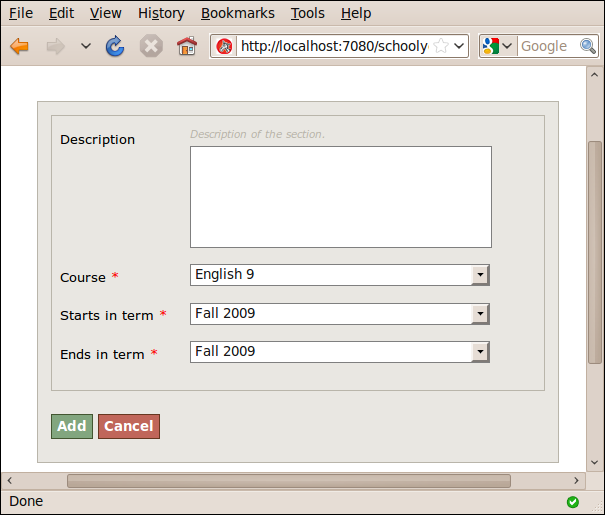 File Edit View History Bookmarks Tools Help
http://localhost:7080/schooly Google
Description Description of the section.
Course * English 9
Starts in term * Fall 2009
Ends in term * Fall 2009
Add Cancel
Done